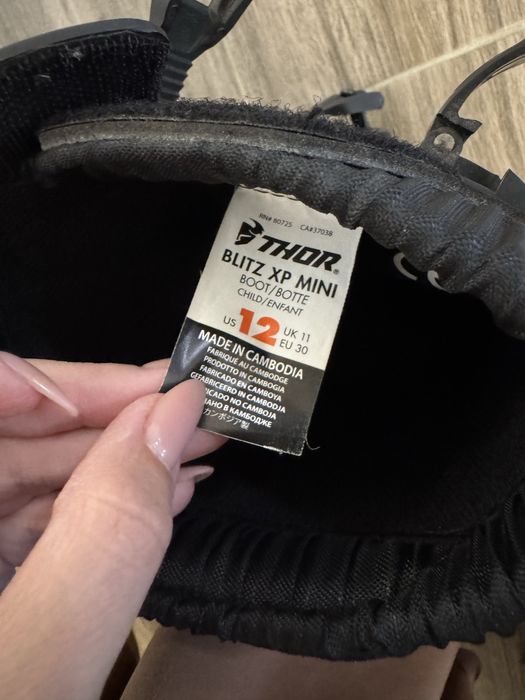 RN# 80725 CA#37038
THOR®
BLITZ XP MINI
BOOT/BOTTE
CHILD/ENFANT
US 12 UK 11
EU 30
MADE IN CAMBODIA
FABRIQUE AU CAMBODGE
PRODOTTO IN CAMBOGIA
FABRICADO EN CAMBOYA
GEFABRICEERD IN CAMBODJA
RICADO NO CAMBOJA
ЛАНО В КАМБОДЖЕ
カンボジア製